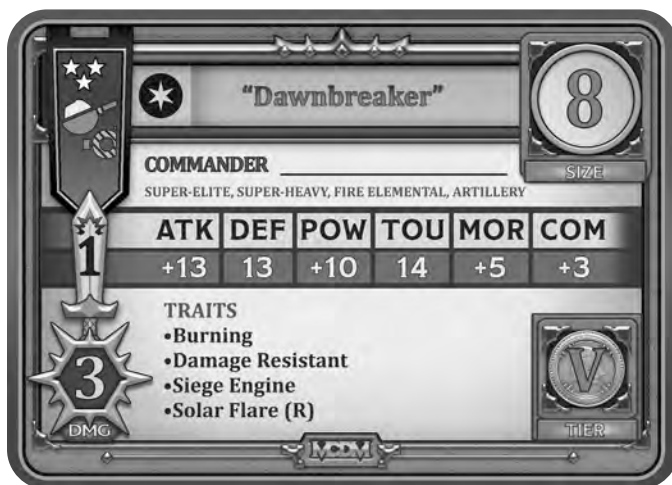 "Dawnbreaker"
8
SIZE
COMMANDER
SUPER-ELITE, SUPER-HEAVY, FIRE ELEMENTAL, ARTILLERY
ATK DEF POW TOU MOR COM
+13 13 +10 14 +5 +3
1
TRAITS
•Burning
•Damage Resistant
•Siege Engine
•Solar Flare (R)
3
DMG
V
TIER
MCDM